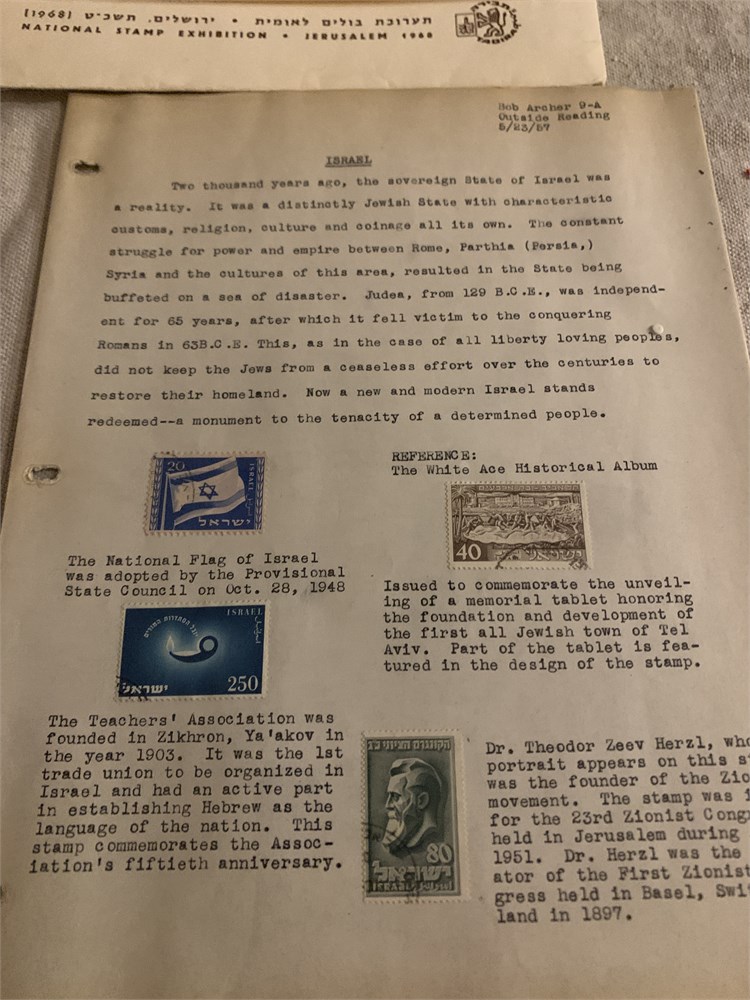 תערוכת בולים לאומית • ירושלים, תשכ״ט (1968)
NATIONAL STAMP EXHIBITION • JERUSALEM 1968
Bob Archer 9-A
Outside Reading
5/23/57
ISRAEL
Two thousand years ago, the sovereign State of Israel was
a reality. It was a distinctly Jewish State with characteristic
customs, religion, culture and coinage all its own. The constant
struggle for power and empire between Rome, Parthia (Persia,)
Syria and the cultures of this area, resulted in the State being
buffeted on a sea of disaster. Judea, from 129 B.C.E., was independ-
ent for 65 years, after which it fell victim to the conquering
Romans in 63B.C.E. This, as in the case of all liberty loving peoples,
did not keep the Jews from a ceaseless effort over the centuries to
restore their homeland. Now a new and modern Israel stands
redeemed--a monument to the tenacity of a determined people.
20
ISRAEL
ישראל
The National Flag of Israel
was adopted by the Provisional
State Council on Oct. 28, 1948
REFERENCE:
The White Ace Historical Album
40
ישראל
Issued to commemorate the unveil-
ing of a memorial tablet honoring
the foundation and development of
the first all Jewish town of Tel
Aviv. Part of the tablet is fea-
tured in the design of the stamp.
ISRAEL
יובל הסתדרות המורים
ישראל
250
The Teachers' Association was
founded in Zikhron, Ya'akov in
the year 1903. It was the 1st
trade union to be organized in
Israel and had an active part
in establishing Hebrew as the
language of the nation. This
stamp commemorates the Assoc-
iation's fiftieth anniversary.
הקונגרס הציוני כ״ג
80
ישראל
ISRAEL
Dr. Theodor Zeev Herzl, who
portrait appears on this st
was the founder of the Zio
movement. The stamp was i
for the 23rd Zionist Congr
held in Jerusalem during
1951. Dr. Herzl was the
ator of the First Zionist
gress held in Basel, Swit
land in 1897.